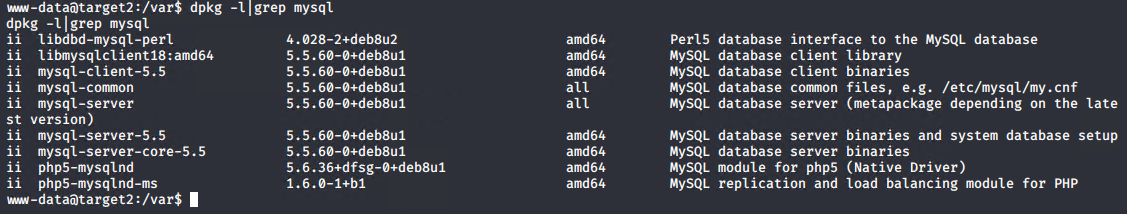 www-data@target2:/var$ dpkg -l|grep mysql
dpkg -l|grep mysql
ii  libdbd-mysql-perl              4.028-2+deb8u2                     amd64        Perl5 database interface to the MySQL database
ii  libmysqlclient18:amd64         5.5.60-0+deb8u1                    amd64        MySQL database client library
ii  mysql-client-5.5               5.5.60-0+deb8u1                    amd64        MySQL database client binaries
ii  mysql-common                   5.5.60-0+deb8u1                    all          MySQL database common files, e.g. /etc/mysql/my.cnf
ii  mysql-server                   5.5.60-0+deb8u1                    all          MySQL database server (metapackage depending on the late
st version)
ii  mysql-server-5.5               5.5.60-0+deb8u1                    amd64        MySQL database server binaries and system database setup
ii  mysql-server-core-5.5          5.5.60-0+deb8u1                    amd64        MySQL database server binaries
ii  php5-mysqlnd                   5.6.36+dfsg-0+deb8u1               amd64        MySQL module for php5 (Native Driver)
ii  php5-mysqlnd-ms                1.6.0-1+b1                         amd64        MySQL replication and load balancing module for PHP
www-data@target2:/var$